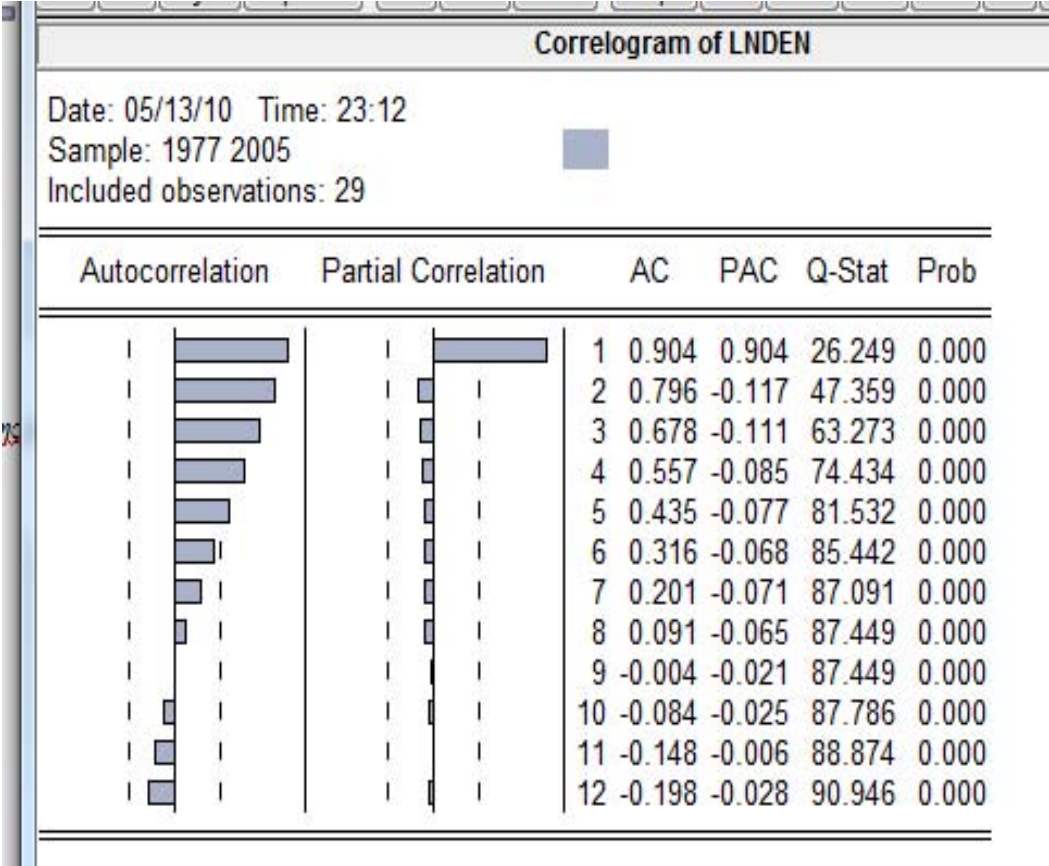 Correlogram of LNDEN
Date: 05/13/10 Time: 23:12
Sample: 1977 2005
Included observations: 29
Autocorrelation Partial Correlation AC PAC Q-Stat Prob
1 0.904 0.904 26.249 0.000
2 0.796 -0.117 47.359 0.000
3 0.678 -0.111 63.273 0.000
4 0.557 -0.085 74.434 0.000
5 0.435 -0.077 81.532 0.000
6 0.316 -0.068 85.442 0.000
7 0.201 -0.071 87.091 0.000
8 0.091 -0.065 87.449 0.000
9 -0.004 -0.021 87.449 0.000
10 -0.084 -0.025 87.786 0.000
11 -0.148 -0.006 88.874 0.000
12 -0.198 -0.028 90.946 0.000